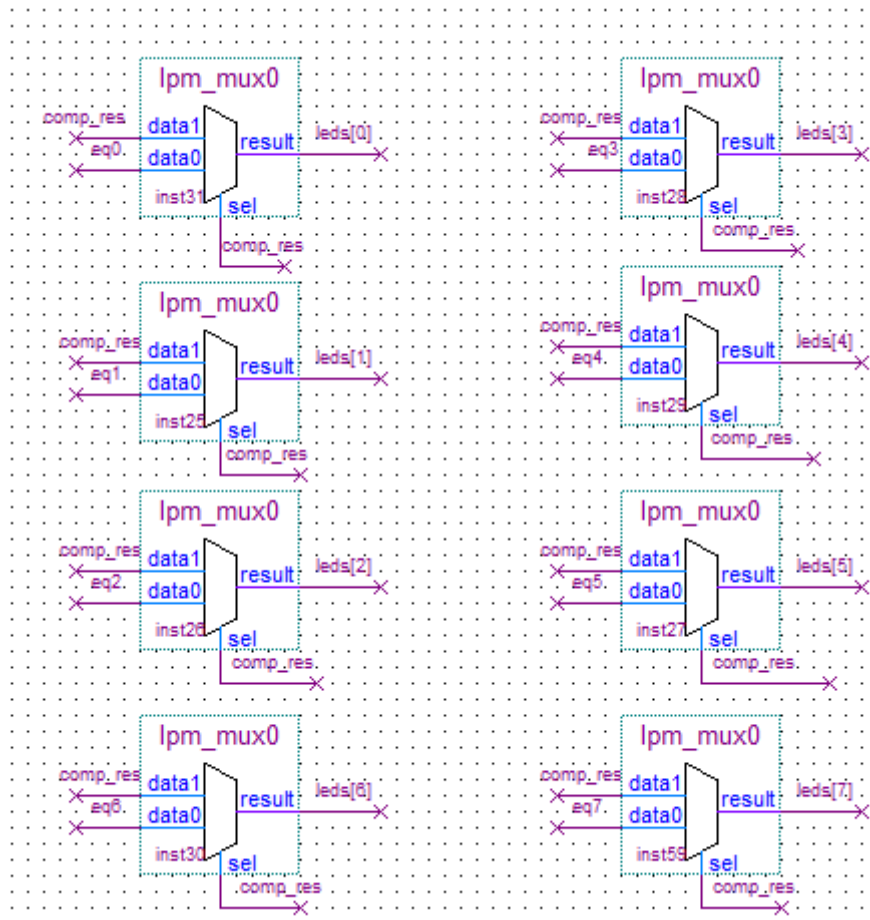 lpm_mux0
comp_res
data1
eq0
data0
result
leds[0]
inst31
sel
comp_res
lpm_mux0
comp_res
data1
eq3
data0
result
leds[3]
inst28
sel
comp_res
lpm_mux0
comp_res
data1
eq1
data0
result
leds[1]
inst25
sel
comp_res
lpm_mux0
comp_res
data1
eq4
data0
result
leds[4]
inst29
sel
comp_res
lpm_mux0
comp_res
data1
eq2
data0
result
leds[2]
inst26
sel
comp_res
lpm_mux0
comp_res
data1
eq5
data0
result
leds[5]
inst27
sel
comp_res
lpm_mux0
comp_res
data1
eq6
data0
result
leds[6]
inst30
sel
comp_res
lpm_mux0
comp_res
data1
eq7
data0
result
leds[7]
inst59
sel
comp_res